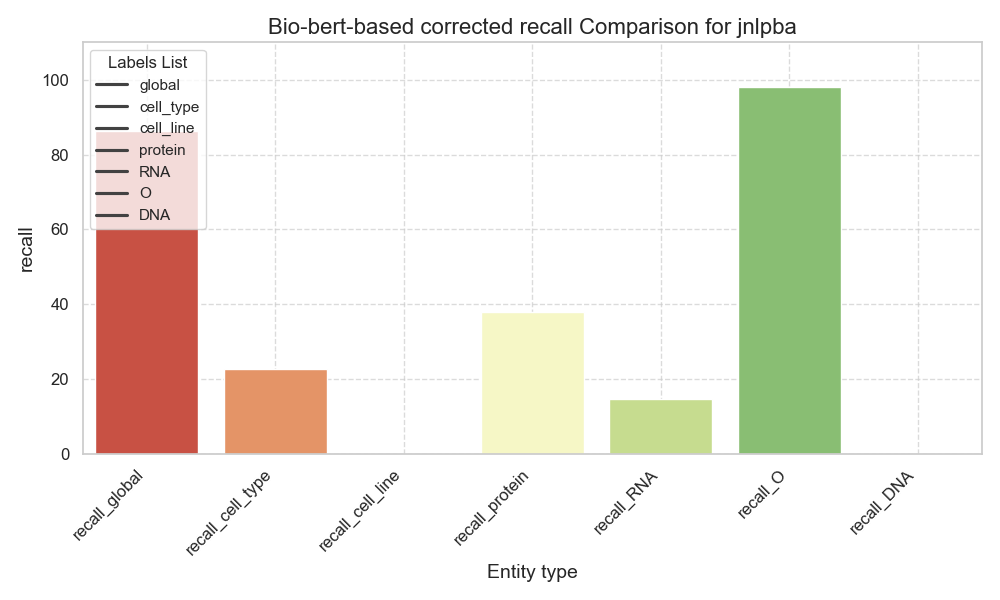 Bio-bert-based corrected recall Comparison for jnlpba
Labels List
global
cell_type
cell_line
protein
RNA
O
DNA
100
80
60
40
20
0
recall
recall_global
recall_cell_type
recall_cell_line
recall_protein
recall_RNA
recall_O
recall_DNA
Entity type